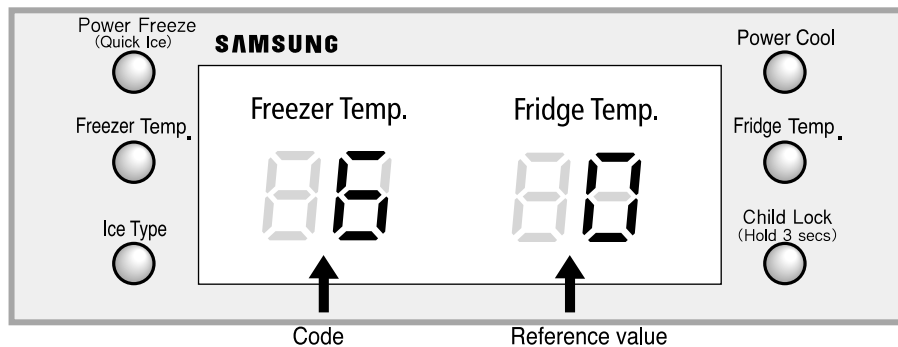 Power Freeze
(Quick Ice)
SAMSUNG
Power Cool
Freezer Temp.
Freezer Temp.
Fridge Temp.
Fridge Temp.
6
0
Ice Type
Child Lock
(Hold 3 secs)
Code
Reference value